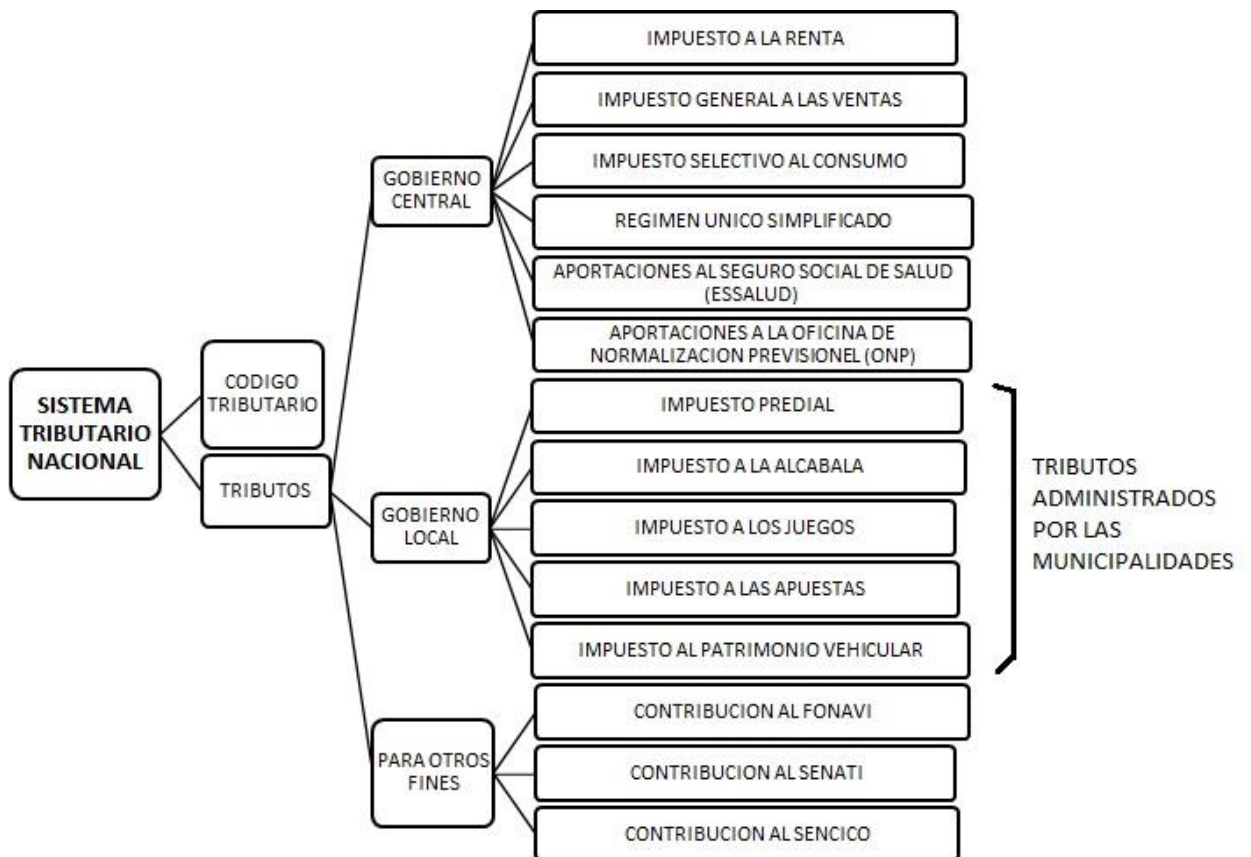 IMPUESTO A LA RENTA
IMPUESTO GENERAL A LAS VENTAS
IMPUESTO SELECTIVO AL CONSUMO
REGIMEN UNICO SIMPLIFICADO
APORTACIONES AL SEGURO SOCIAL DE SALUD
(ESSALUD)
APORTACIONES A LA OFICINA DE
NORMALIZACION PREVISIONEL (ONP)
GOBIERNO
CENTRAL
SISTEMA
TRIBUTARIO
NACIONAL
CODIGO
TRIBUTARIO
TRIBUTOS
GOBIERNO
LOCAL
IMPUESTO PREDIAL
IMPUESTO A LA ALCABALA
IMPUESTO A LOS JUEGOS
IMPUESTO A LAS APUESTAS
IMPUESTO AL PATRIMONIO VEHICULAR
TRIBUTOS
ADMINISTRADOS
POR LAS
MUNICIPALIDADES
PARA OTROS
FINES
CONTRIBUCION AL FONAVI
CONTRIBUCION AL SENATI
CONTRIBUCION AL SENCICO